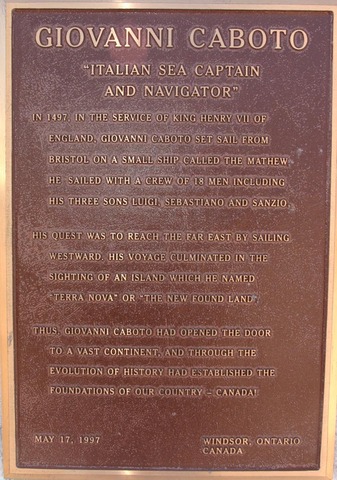 GIOVANNI CABOTO
"ITALIAN SEA CAPTAIN
AND NAVIGATOR"
IN 1497, IN THE SERVICE OF KING HENRY VII OF
ENGLAND, GIOVANNI CABOTO SET SAIL FROM
BRISTOL ON A SMALL SHIP CALLED THE MATHEW.
HE SAILED WITH A CREW OF 18 MEN INCLUDING
HIS THREE SONS LUIGI, SEBASTIANO AND SANZIO.
HIS QUEST WAS TO REACH THE FAR EAST BY SAILING
WESTWARD. HIS VOYAGE CULMINATED IN THE
SIGHTING OF AN ISLAND WHICH HE NAMED
"TERRA NOVA" OR "THE NEW FOUND LAND"
THUS, GIOVANNI CABOTO HAD OPENED THE DOOR
TO A VAST CONTINENT, AND THROUGH THE
EVOLUTION OF HISTORY HAD ESTABLISHED THE
FOUNDATIONS OF OUR COUNTRY - CANADA!
MAY 17, 1997
WINDSOR, ONTARIO
CANADA